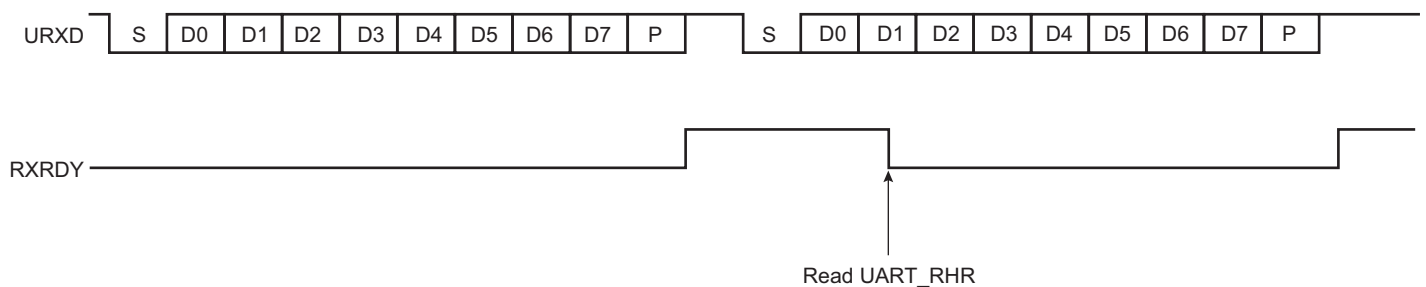 URXD S D0 D1 D2 D3 D4 D5 D6 D7 P S D0 D1 D2 D3 D4 D5 D6 D7 P
RXRDY
Read UART_RHR